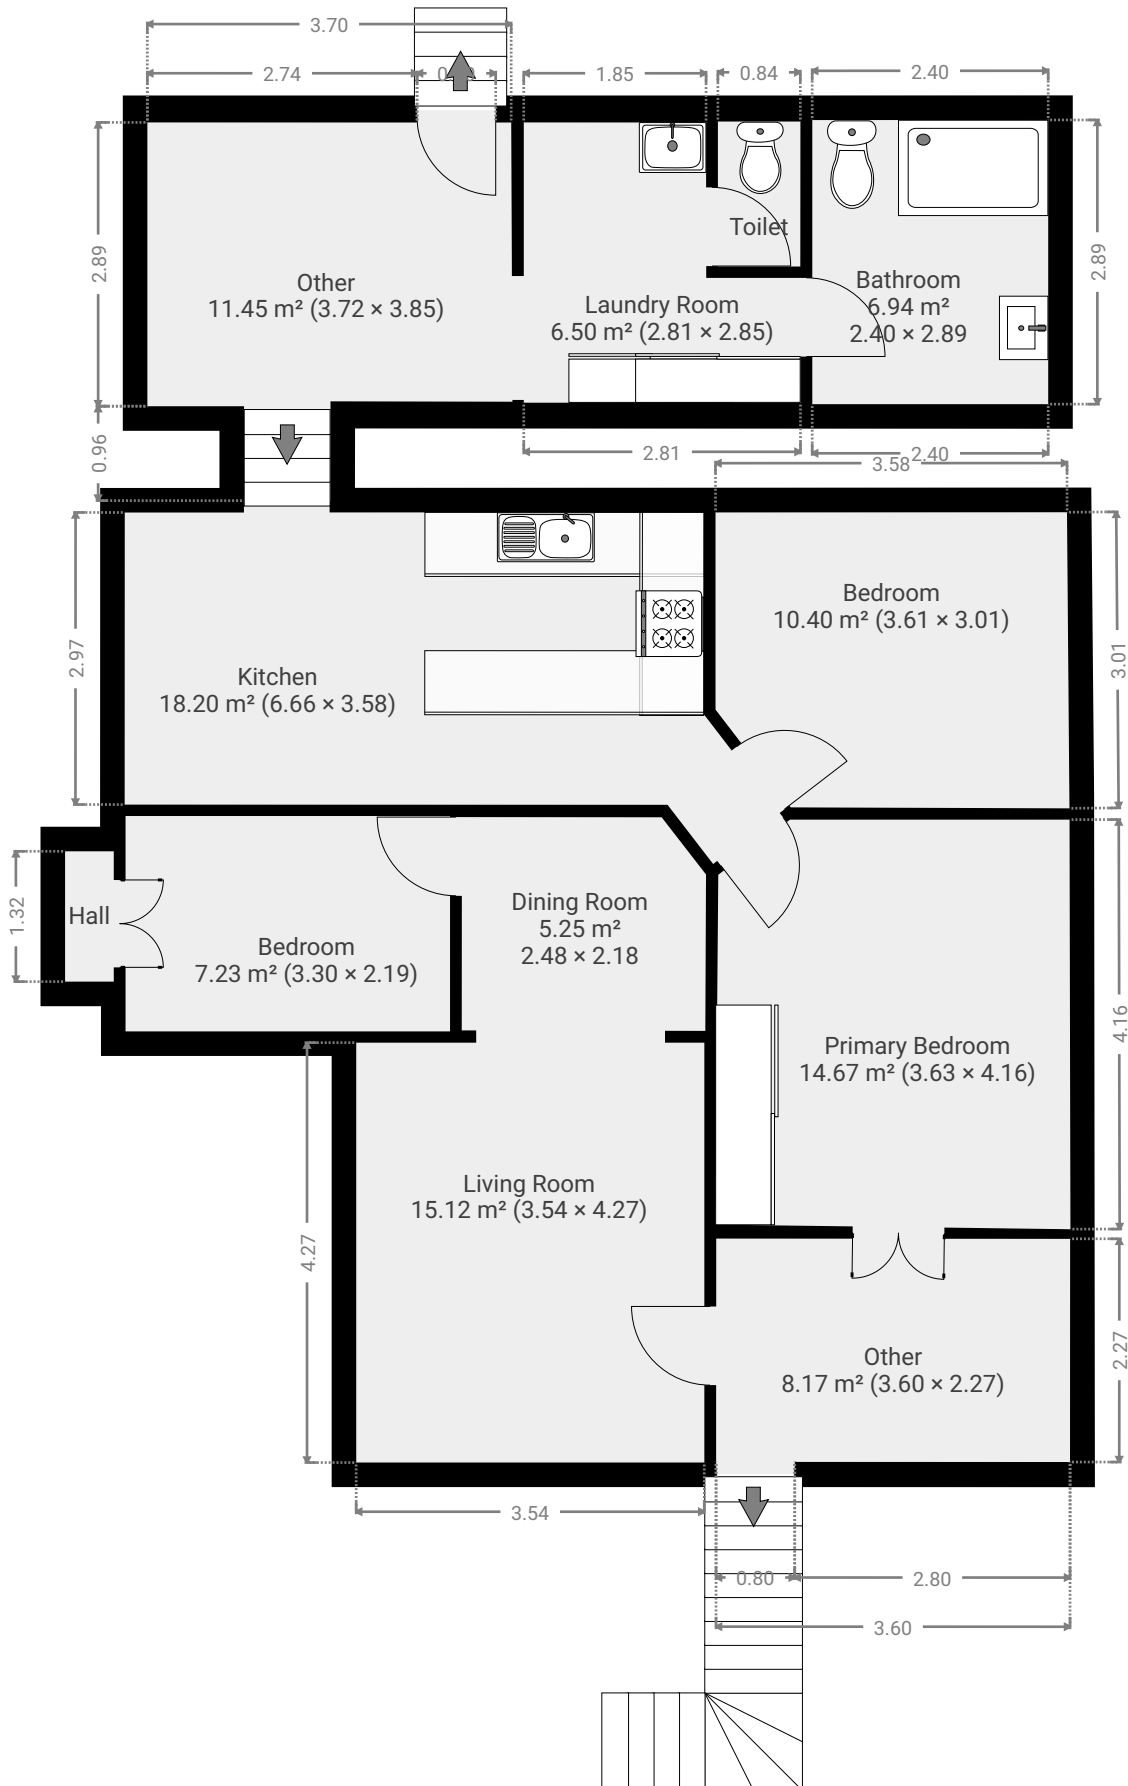 3.70
2.74
1.85
0.84
2.40
2.89
2.89
Toilet
Other
11.45 m² (3.72 × 3.85)
Laundry Room
6.50 m² (2.81 × 2.85)
Bathroom
6.94 m²
2.40 × 2.89
0.96
2.81
2.40
3.58
2.97
3.01
Bedroom
10.40 m² (3.61 × 3.01)
Kitchen
18.20 m² (6.66 × 3.58)
1.32
Hall
Bedroom
7.23 m² (3.30 × 2.19)
Dining Room
5.25 m²
2.48 × 2.18
4.16
Primary Bedroom
14.67 m² (3.63 × 4.16)
Living Room
15.12 m² (3.54 × 4.27)
4.27
2.27
Other
8.17 m² (3.60 × 2.27)
3.54
0.80
2.80
3.60